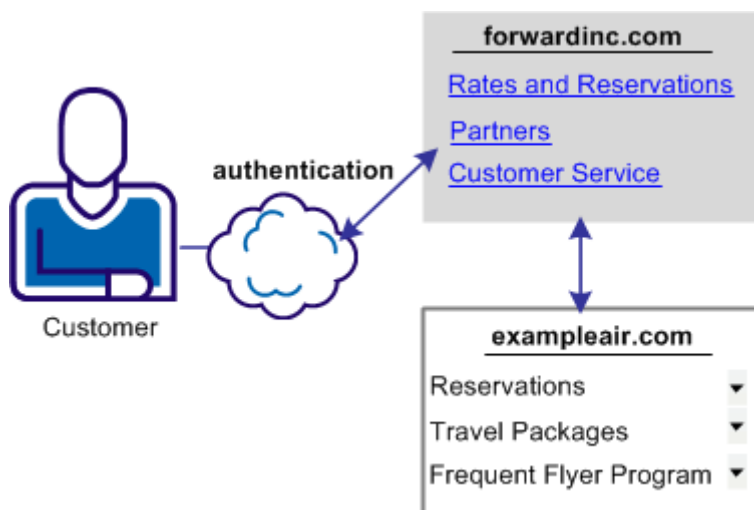 forwardinc.com
Rates and Reservations
Partners
Customer Service
authentication
Customer
exampleair.com
Reservations
Travel Packages
Frequent Flyer Program